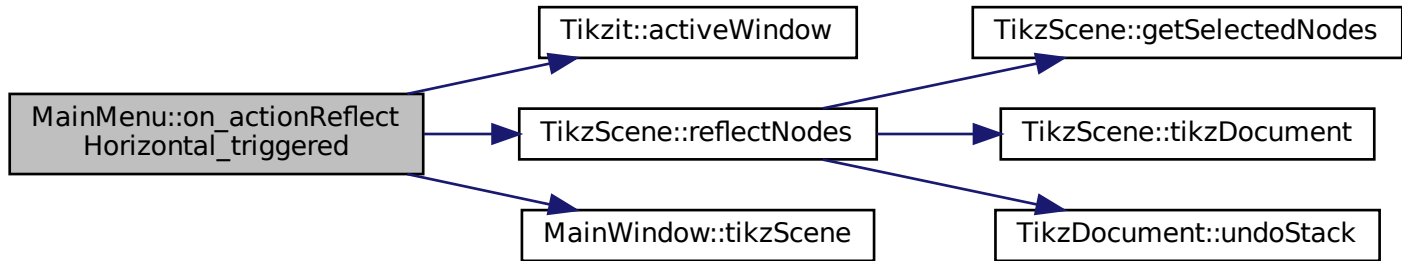 MainMenu::on_actionReflect
Horizontal_triggered
Tikzit::activeWindow
TikzScene::reflectNodes
MainWindow::tikzScene
TikzScene::getSelectedNodes
TikzScene::tikzDocument
TikzDocument::undoStack